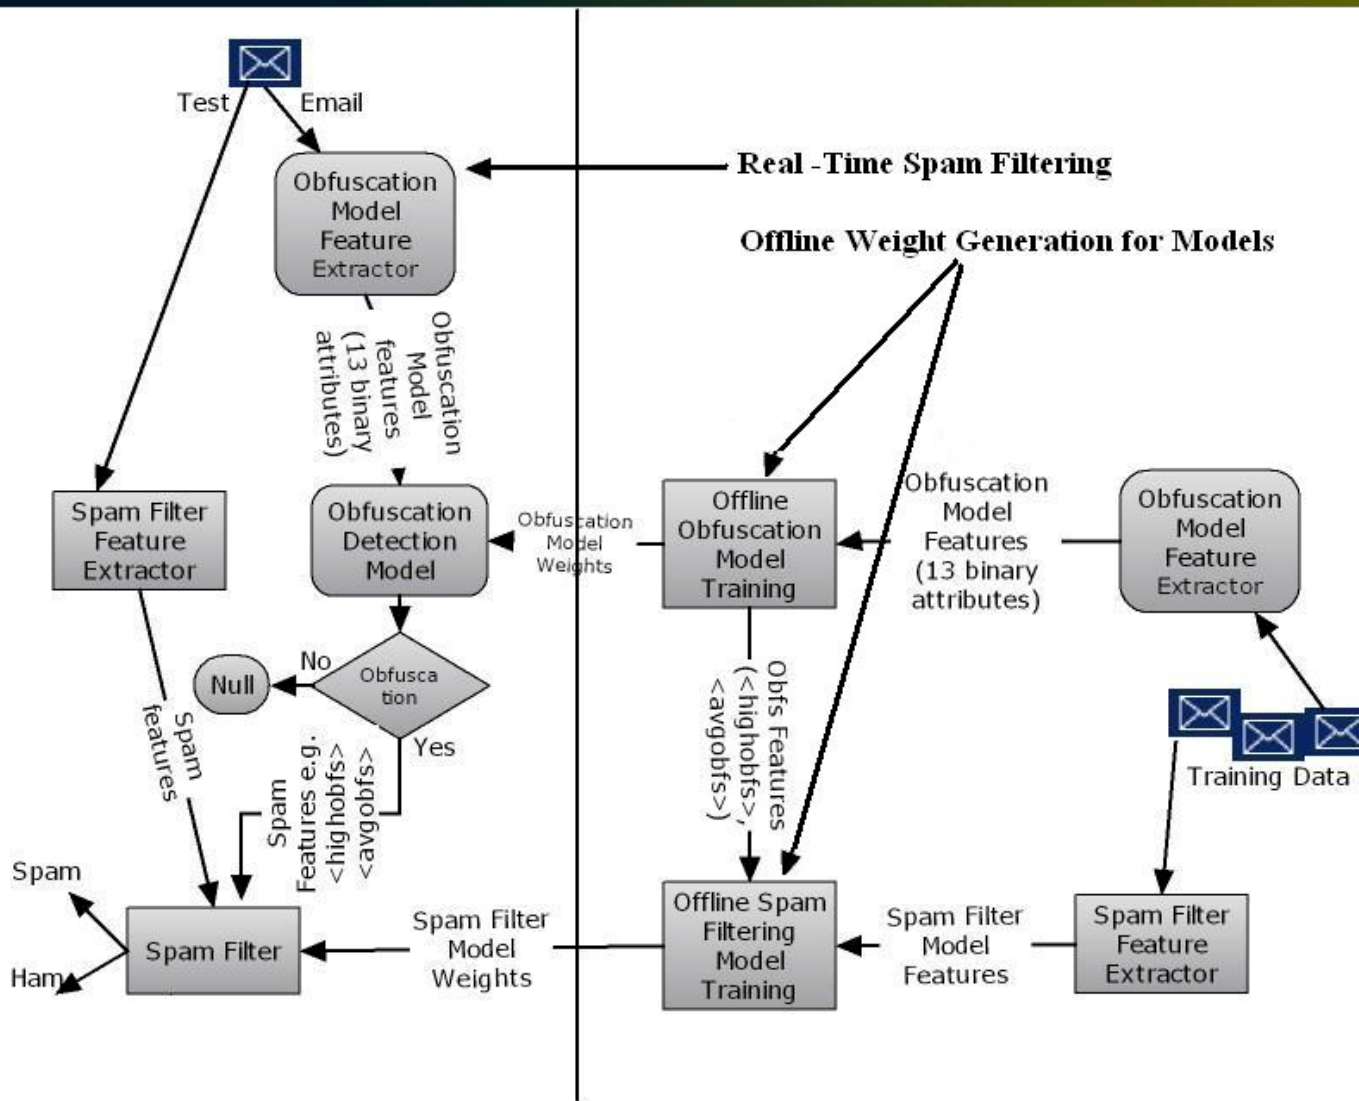 Test
Email
Obfuscation
Model
Feature
Extractor
Obfuscation
Model
features
(13 binary
attributes)
Spam Filter
Feature
Extractor
Obfuscation
Detection
Model
Obfuscation
Model
Weights
No
Null
Obfusca
tion
Yes
Spam
features
Spam
Features e.g.
<highobfs>
<avgobfs>
Spam
Ham
Spam Filter
Spam Filter
Model
Weights
Real -Time Spam Filtering
Offline Weight Generation for Models
Offline
Obfuscation
Model
Training
Obfuscation
Model
Features
(13 binary
attributes)
Obfuscation
Model
Feature
Extractor
Obfs Features
(<highobfs>,
<avgobfs>)
Training Data
Offline Spam
Filtering
Model
Training
Spam Filter
Model
Features
Spam Filter
Feature
Extractor